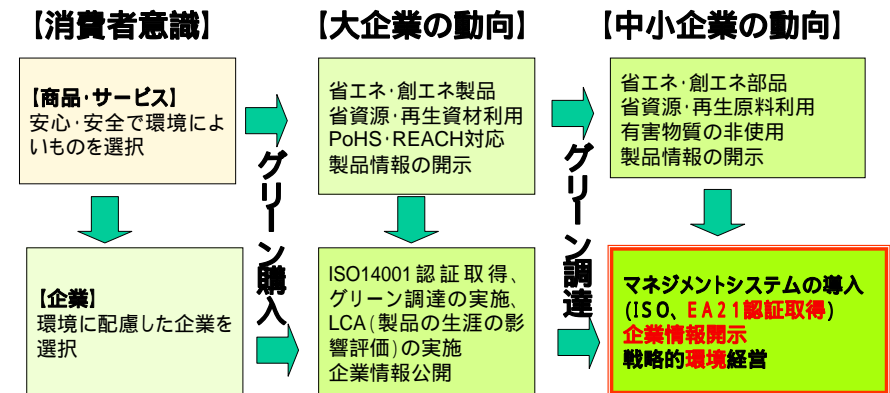 【消費者意識】
【大企業の動向】
【中小企業の動向】
【商品・サービス】
安心・安全で環境によ
いものを選択
グリーン購入
省エネ・創エネ製品
省資源・再生資材利用
PoHS・REACH対応
製品情報の開示
グリーン調達
省エネ・創エネ部品
省資源・再生原料利用
有害物質の非使用
製品情報の開示
【企業】
環境に配慮した企業を
選択
ISO14001認証取得、
グリーン調達の実施、
LCA(製品の生涯の影
響評価)の実施
企業情報公開
マネジメントシステムの導入
(ISO、EA21認証取得)
企業情報開示
戦略的環境経営